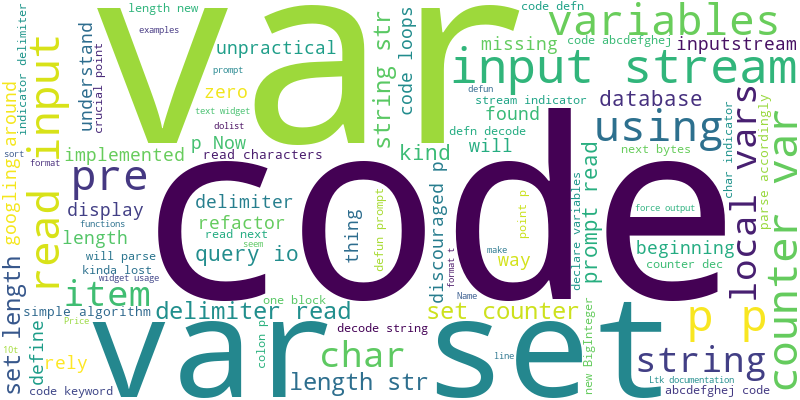 code
var
var set
input stream
variables
pre
using
counter var
local vars
read input
item
string
p p
char
delimiter read
length str
set counter
query io
database
prompt read
string str
code loops
discouraged p
set length
kind
found
will
way
define
rely
display
length
implemented
unpractical
understand
crucial point
googling around
indicator delimiter
length new
examples
prompt
text widget
dolist
zero
p Now
read characters
delimiter
refactor
read next
seem
thing
defun prompt
colon p
one block
decode string
simple algorithm
widget usage
kinda lost
will parse
functions
format
sort
Price
10t
code keyword
code defn
missing
code abcdefghej
inputstream
defun
stream indicator
defn decode
next bytes
char indicator
parse accordingly
force output
beginning
counter dec
declare variables
point p
make
format t
Name
line
new BigInteger
Ltk documentation
abcdefghej code